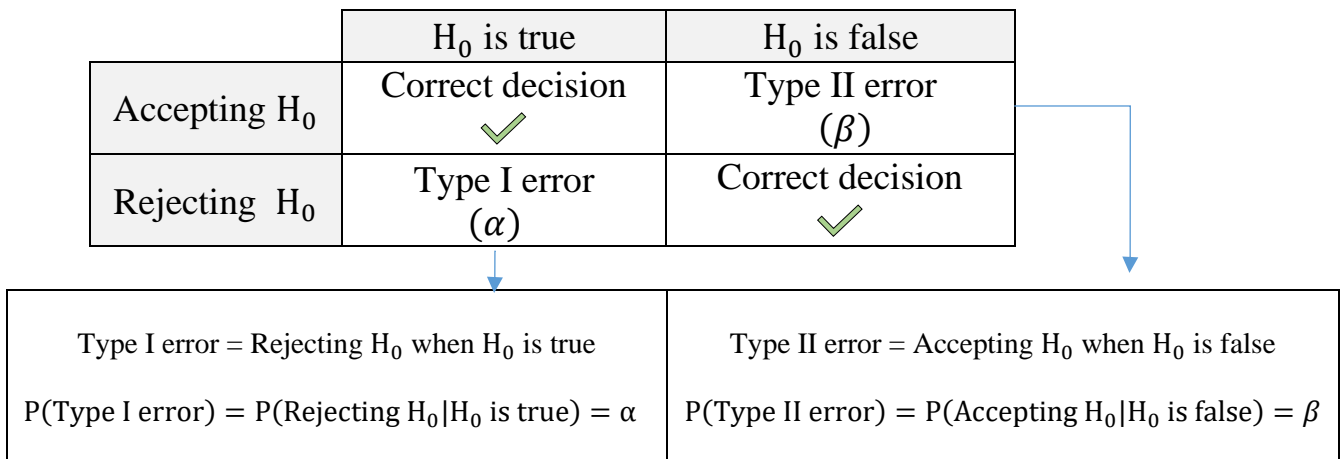 H₀ is true H₀ is false
Accepting H₀ Correct decision Type II error
✓ (β)
Rejecting H₀ Type I error Correct decision
(α) ✓
Type I error = Rejecting H₀ when H₀ is true
P(Type I error) = P(Rejecting H₀|H₀ is true) = α
Type II error = Accepting H₀ when H₀ is false
P(Type II error) = P(Accepting H₀|H₀ is false) = β